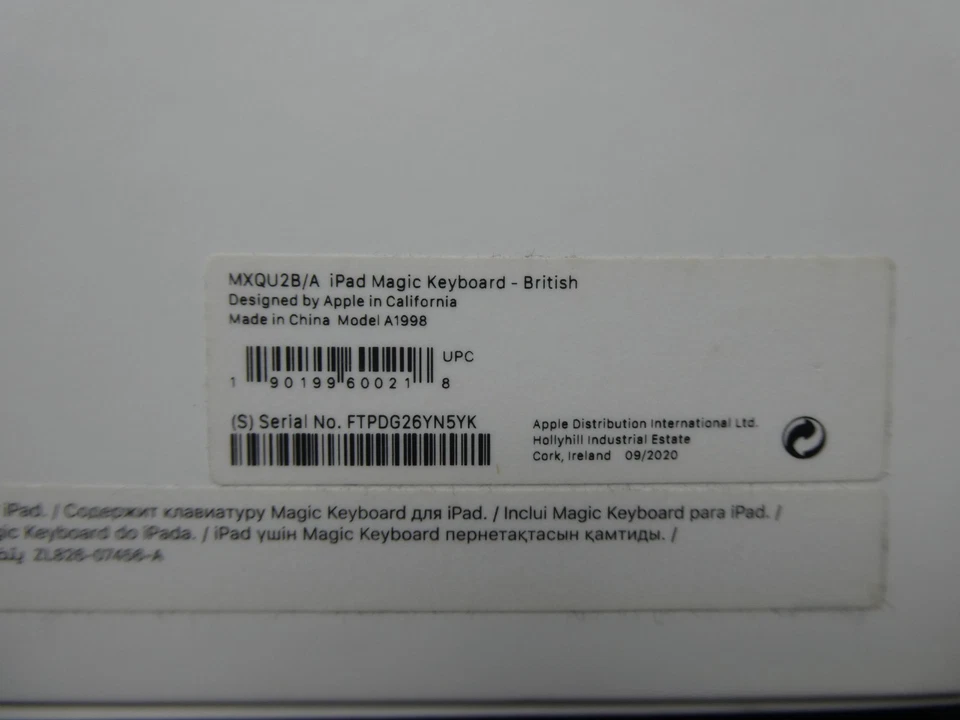 MXQU2B/A iPad Magic Keyboard - British
Designed by Apple in California
Made in China Model A1998
UPC
1 90199 60021 8
(S) Serial No. FTPDG26YN5YK
Apple Distribution International Ltd.
Hollyhill Industrial Estate
Cork, Ireland 09/2020
iPad. / Содержит клавиатуру Magic Keyboard для iPad. / Inclui Magic Keyboard para iPad. /
Keyboard do iPada. / iPad үшін Magic Keyboard пернетақтасын қамтиды. /
ZL826-07456-A